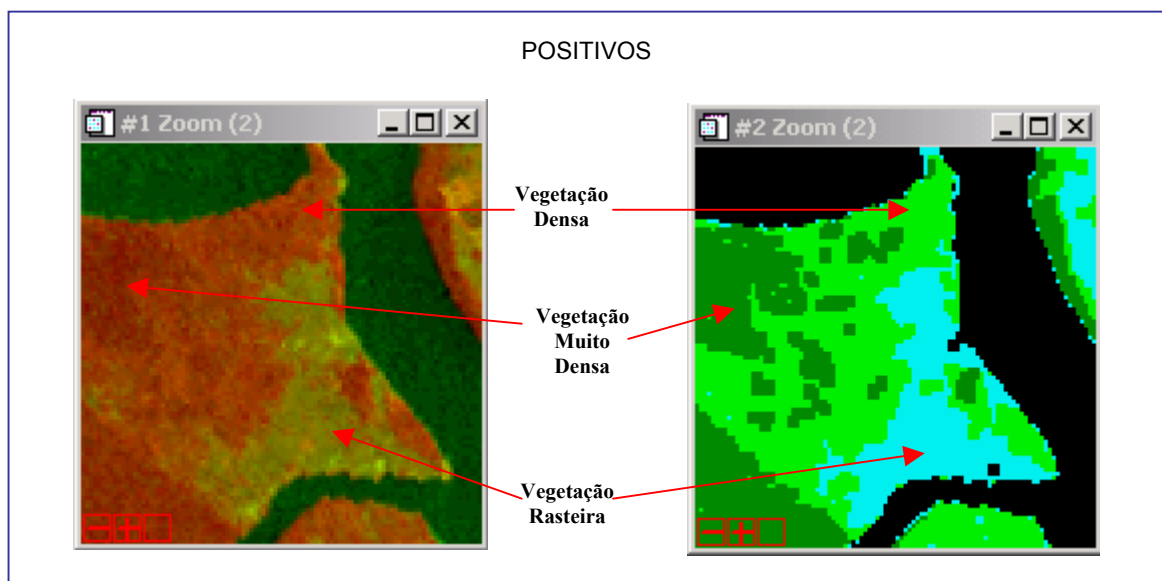 POSITIVOS
#1 Zoom (2)
#2 Zoom (2)
Vegetação
Densa
Vegetação
Muito
Densa
Vegetação
Rasteira